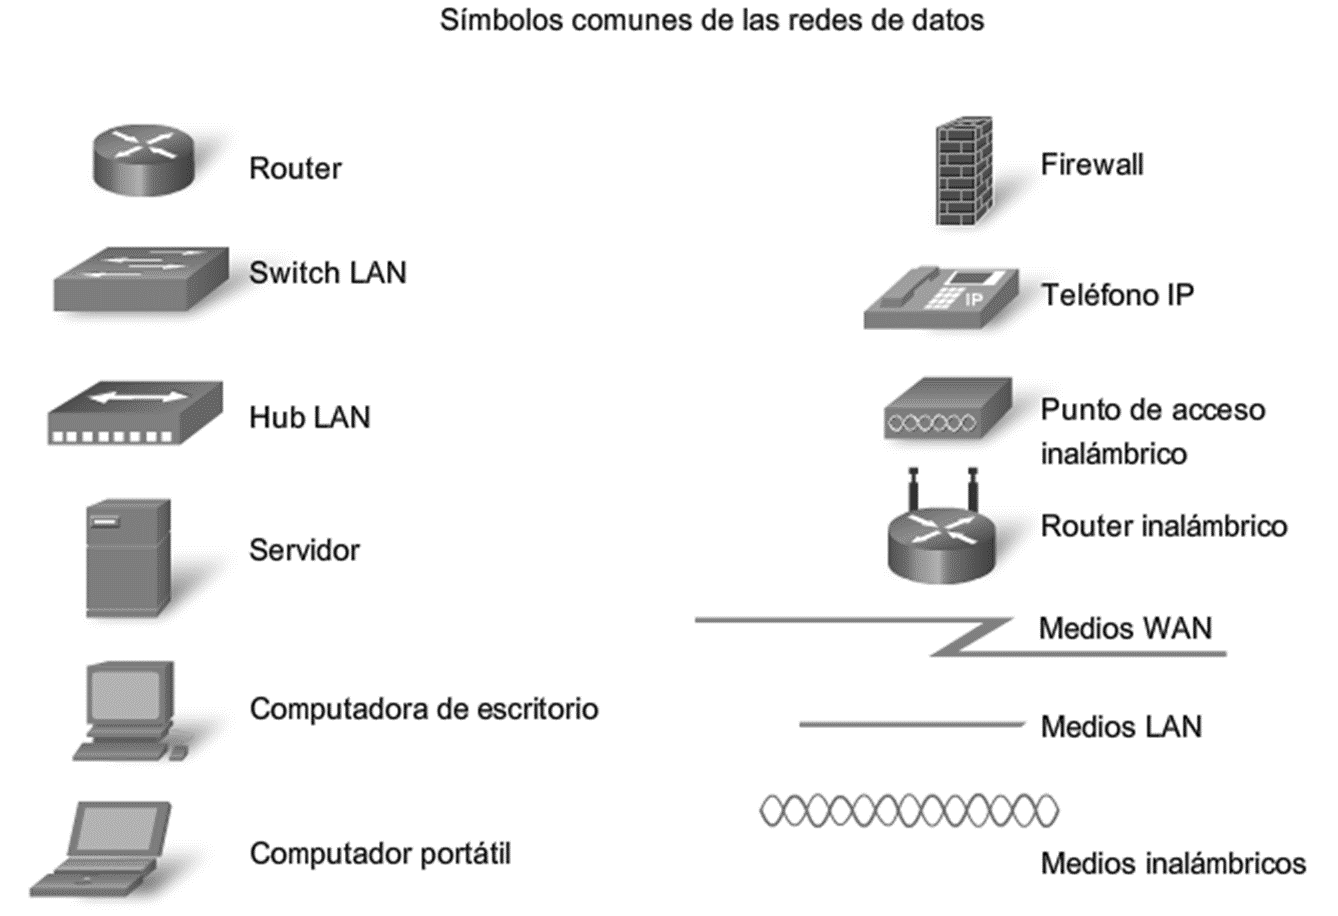 Símbolos comunes de las redes de datos
Router
Switch LAN
Hub LAN
Servidor
Computadora de escritorio
Computador portátil
Firewall
IP
Teléfono IP
Punto de acceso
inalámbrico
Router inalámbrico
Medios WAN
Medios LAN
Medios inalámbricos